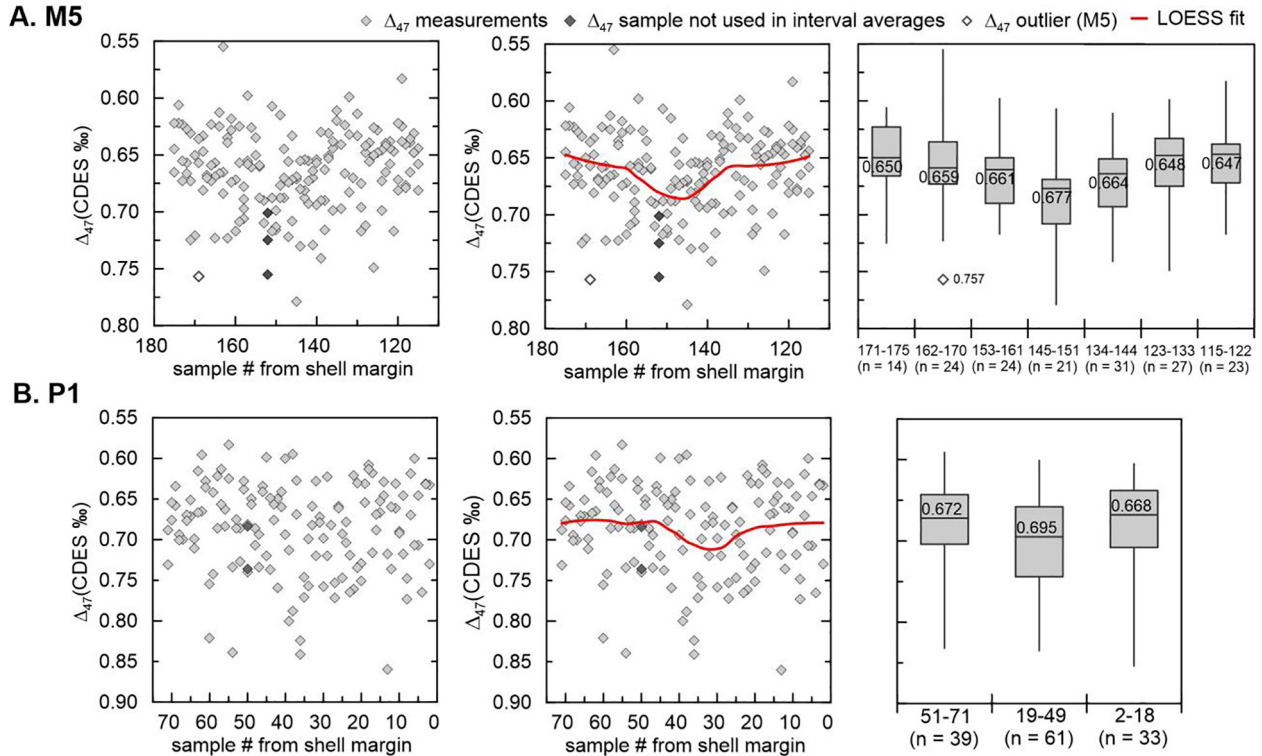 A. M5
Δ47 measurements Δ47 sample not used in interval averages Δ47 outlier (M5) LOESS fit
Δ47(CDES ‰)
0.55
0.60
0.65
0.70
0.75
0.80
180 160 140 120
sample # from shell margin
Δ47(CDES ‰)
0.55
0.60
0.65
0.70
0.75
0.80
180 160 140 120
sample # from shell margin
0.650 0.659 0.661 0.677 0.664 0.648 0.647
0.757
171-175 162-170 153-161 145-151 134-144 123-133 115-122
(n = 14) (n = 24) (n = 24) (n = 21) (n = 31) (n = 27) (n = 23)
B. P1
Δ47(CDES ‰)
0.55
0.60
0.65
0.70
0.75
0.80
0.85
0.90
70 60 50 40 30 20 10 0
sample # from shell margin
Δ47(CDES ‰)
0.55
0.60
0.65
0.70
0.75
0.80
0.85
0.90
70 60 50 40 30 20 10 0
sample # from shell margin
0.672 0.695 0.668
51-71 19-49 2-18
(n = 39) (n = 61) (n = 33)